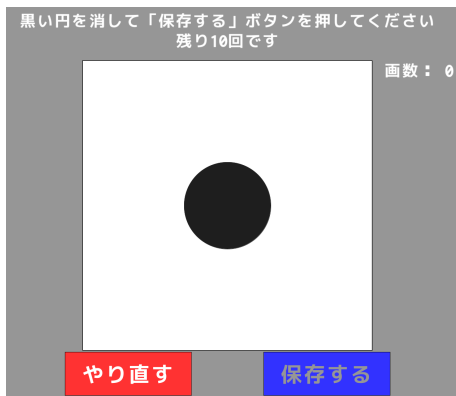 黒い円を消して「保存する」ボタンを押してください
残り10回です
画数： 0
やり直す
保存する